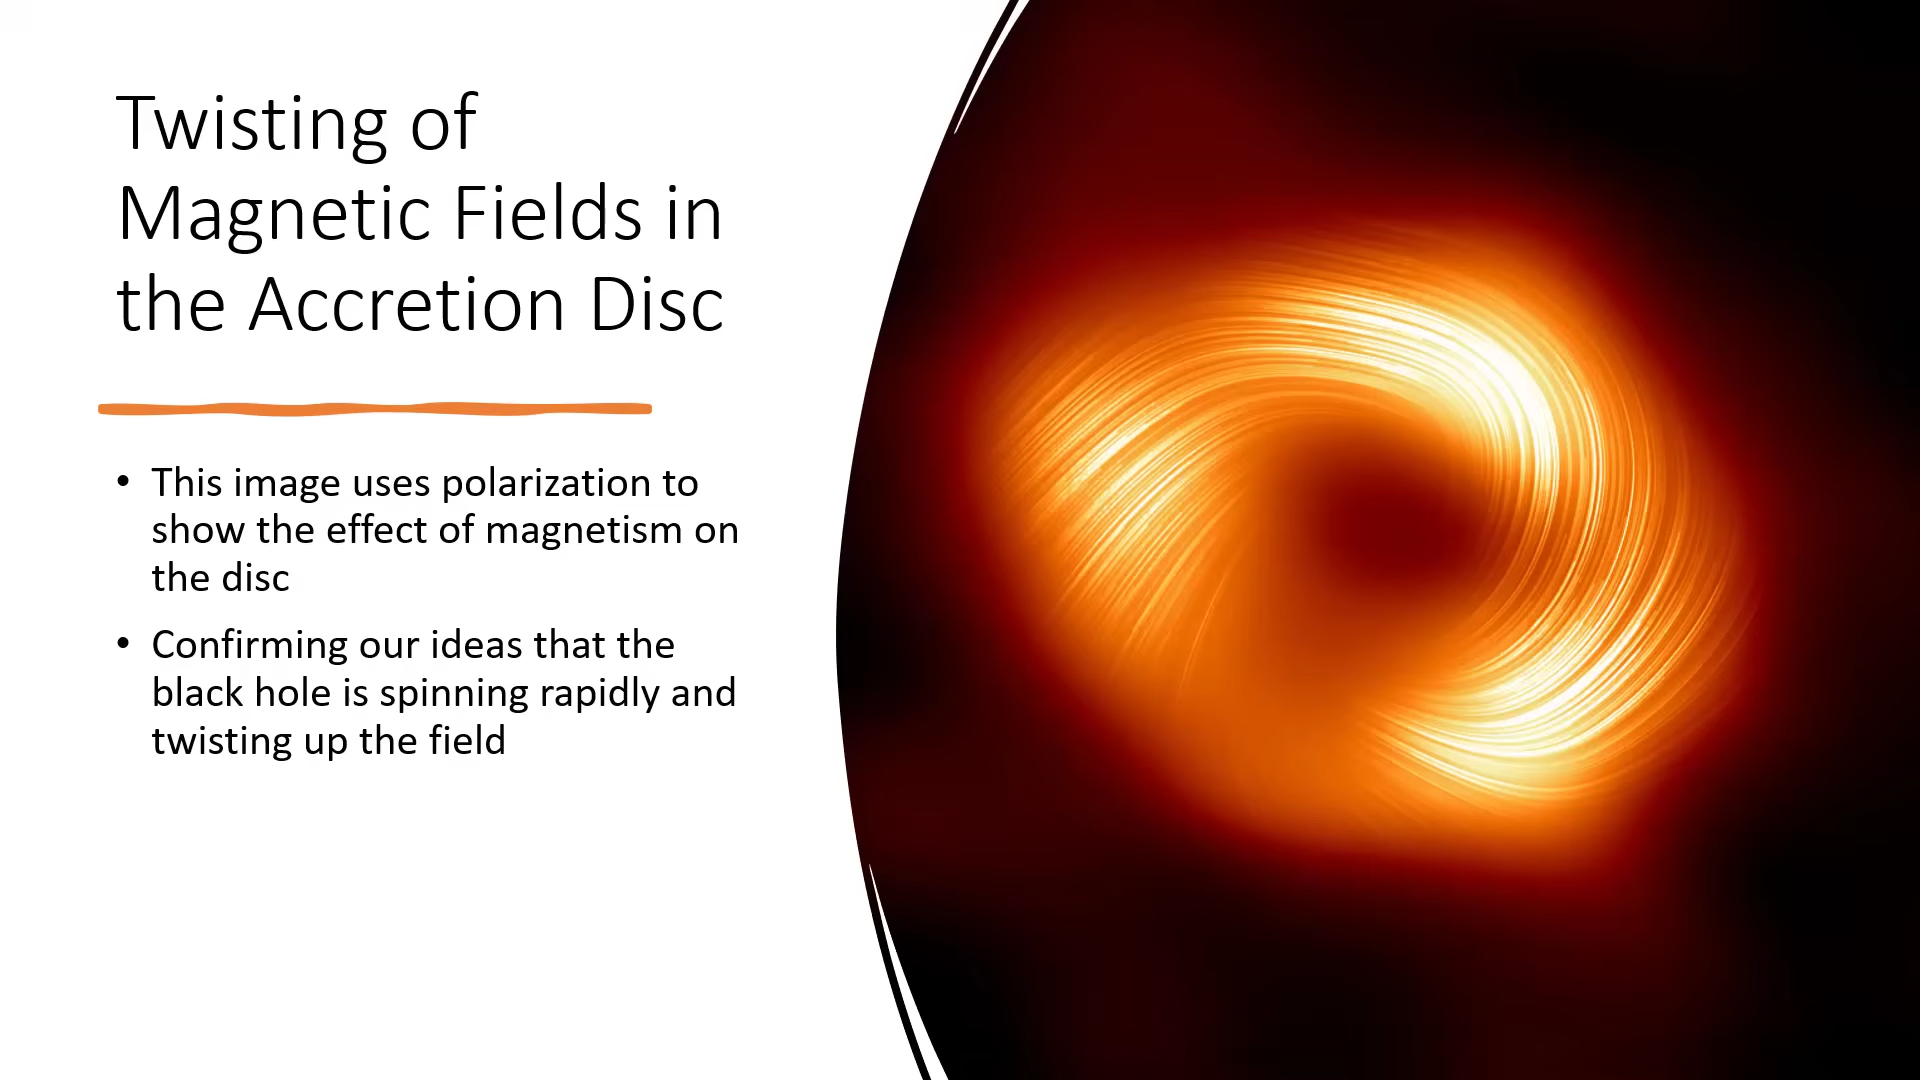 Twisting of
Magnetic Fields in
the Accretion Disc
• This image uses polarization to
show the effect of magnetism on
the disc
• Confirming our ideas that the
black hole is spinning rapidly and
twisting up the field